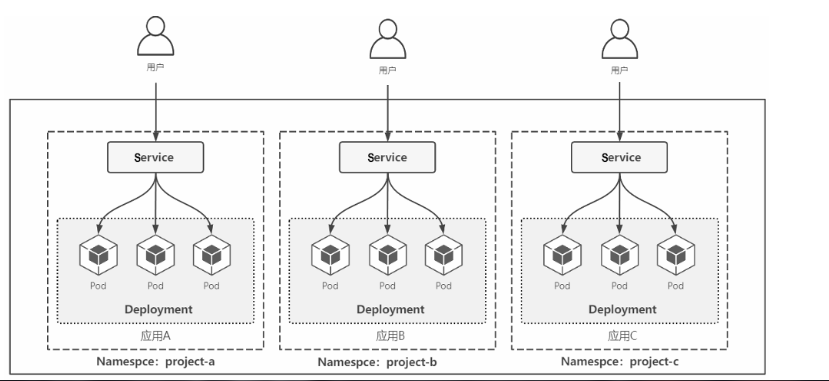 用户 用户 用户
Service Service Service
Pod Pod Pod Pod Pod Pod Pod Pod Pod
Deployment Deployment Deployment
应用A 应用B 应用C
Namespce：project-a Namespce：project-b Namespce：project-c